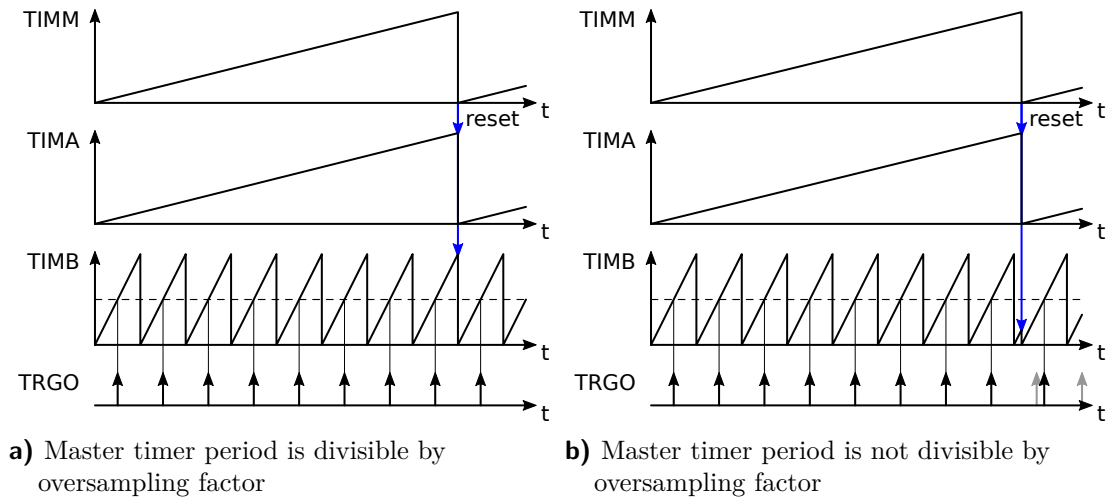 TIMM
t
reset
TIMA
t
TIMB
t
TRGO
t
a) Master timer period is divisible by
oversampling factor
TIMM
t
reset
TIMA
t
TIMB
t
TRGO
t
b) Master timer period is not divisible by
oversampling factor